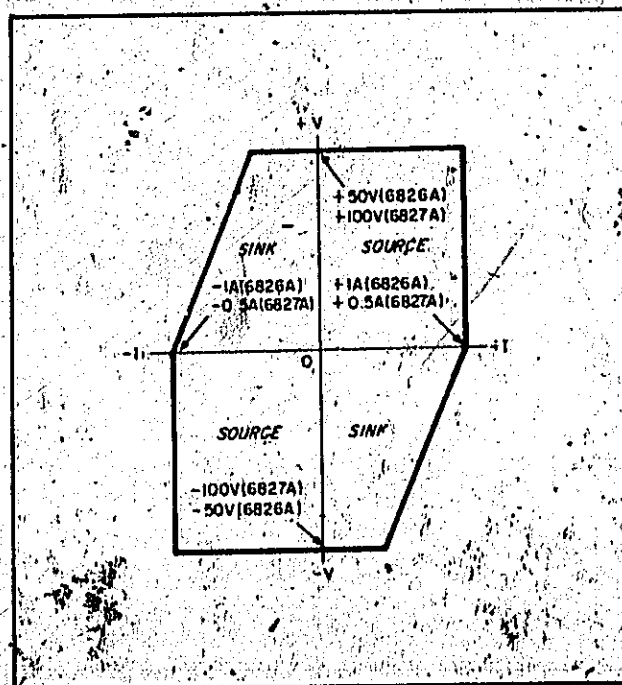 +V
+50V(6826A)
+100V(6827A)
SINK
SOURCE
-1A(6826A)
-0.5A(6827A)
+1A(6826A)
+0.5A(6827A)
-I
+I
O
SOURCE
SINK
-100V(6827A)
-50V(6826A)
-V